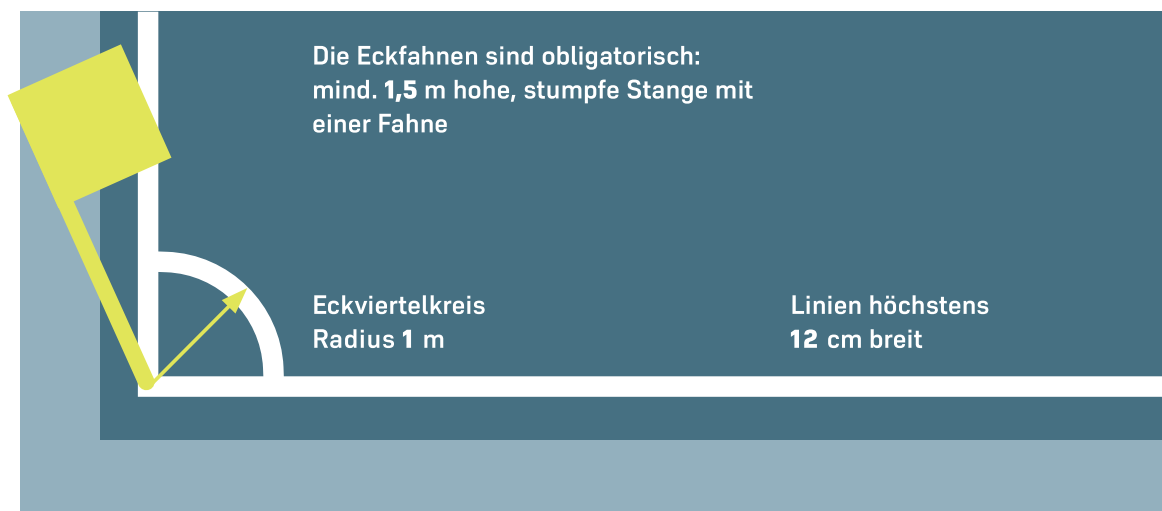 Die Eckfahnen sind obligatorisch:
mind. 1,5 m hohe, stumpfe Stange mit
einer Fahne
Eckviertelkreis
Radius 1 m
Linien höchstens
12 cm breit